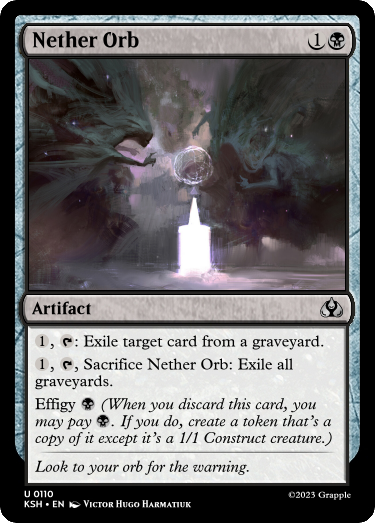 Nether Orb 1
Artifact
1, : Exile target card from a graveyard.
1, , Sacrifice Nether Orb: Exile all
graveyards.
Effigy (When you discard this card, you
may pay . If you do, create a token that's a
copy of it except it's a 1/1 Construct creature.)
Look to your orb for the warning.
U 0110
KSH • EN VICTOR HUGO HARMATIUK
©2023 Grapple